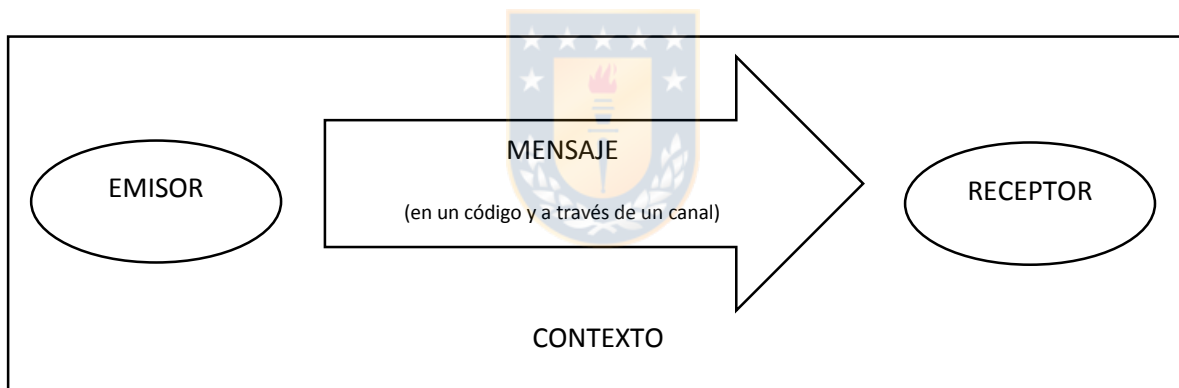 EMISOR
MENSAJE
(en un código y a través de un canal)
RECEPTOR
CONTEXTO